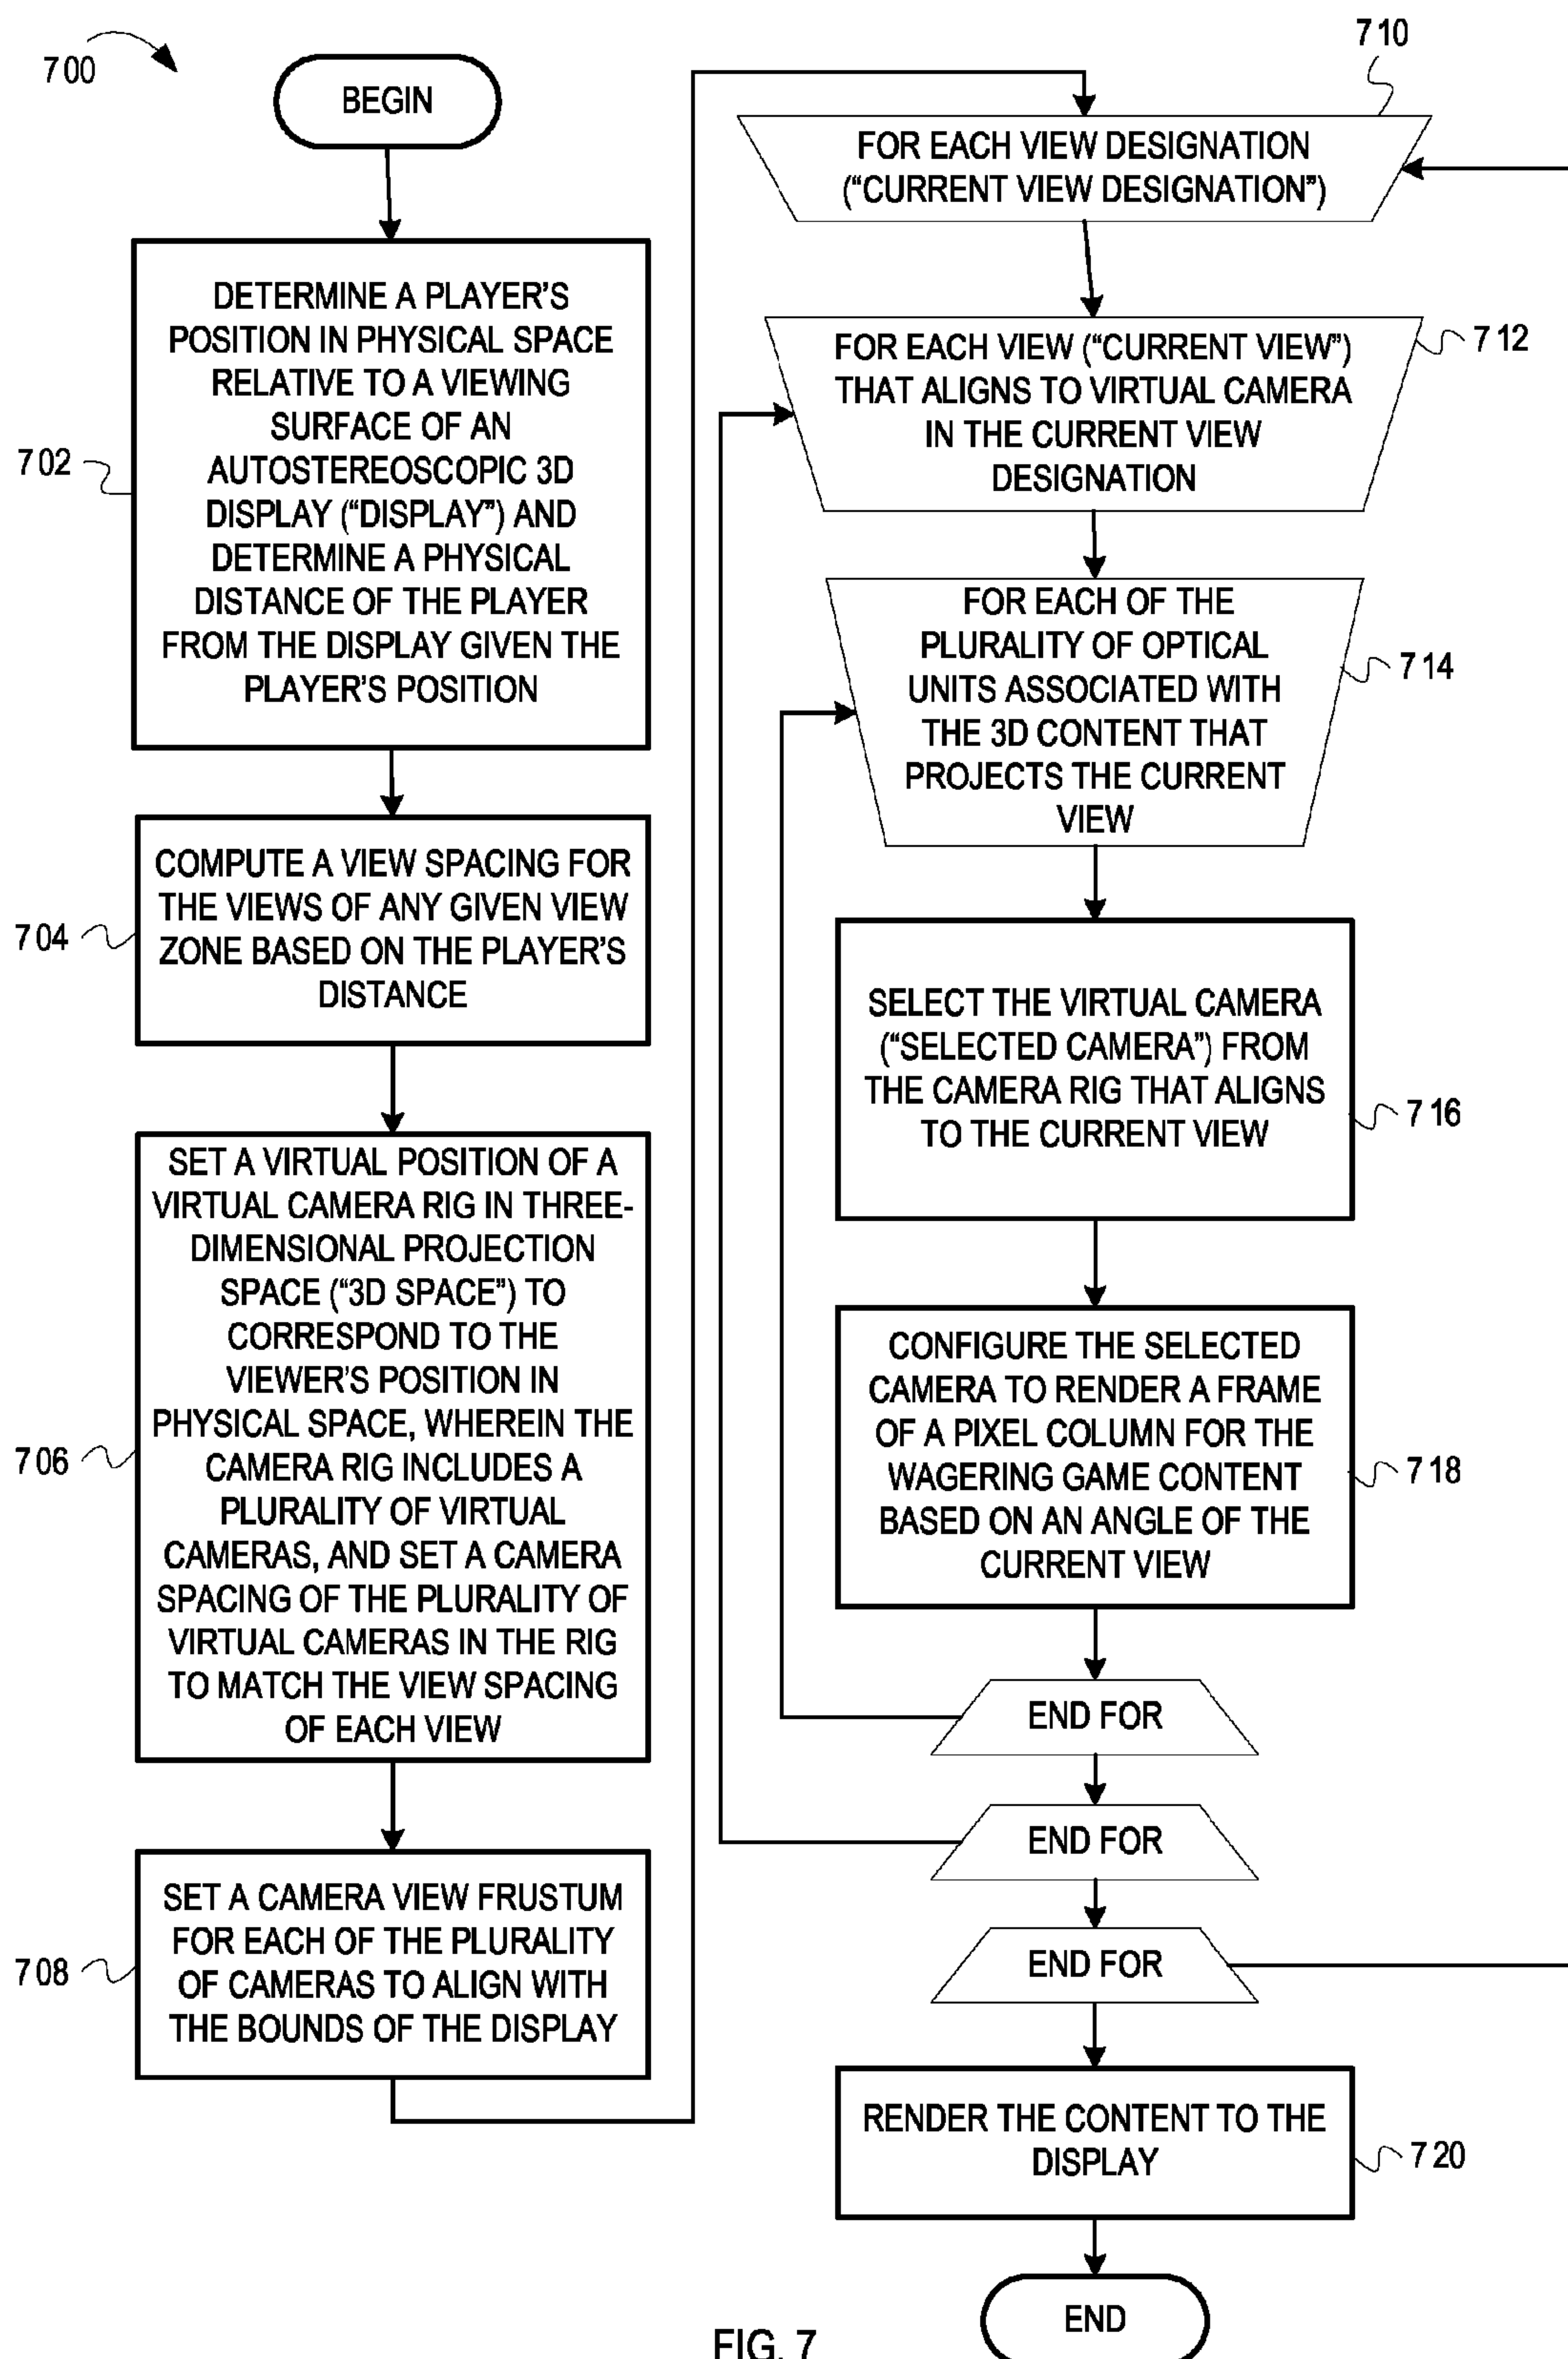 700
BEGIN
702
DETERMINE A PLAYER'S
POSITION IN PHYSICAL SPACE
RELATIVE TO A VIEWING
SURFACE OF AN
AUTOSTEREOSCOPIC 3D
DISPLAY (“DISPLAY”) AND
DETERMINE A PHYSICAL
DISTANCE OF THE PLAYER
FROM THE DISPLAY GIVEN THE
PLAYER'S POSITION
704
COMPUTE A VIEW SPACING FOR
THE VIEWS OF ANY GIVEN VIEW
ZONE BASED ON THE PLAYER'S
DISTANCE
706
SET A VIRTUAL POSITION OF A
VIRTUAL CAMERA RIG IN THREE-
DIMENSIONAL PROJECTION
SPACE (“3D SPACE”) TO
CORRESPOND TO THE
VIEWER'S POSITION IN
PHYSICAL SPACE, WHEREIN THE
CAMERA RIG INCLUDES A
PLURALITY OF VIRTUAL
CAMERAS, AND SET A CAMERA
SPACING OF THE PLURALITY OF
VIRTUAL CAMERAS IN THE RIG
TO MATCH THE VIEW SPACING
OF EACH VIEW
708
SET A CAMERA VIEW FRUSTUM
FOR EACH OF THE PLURALITY
OF CAMERAS TO ALIGN WITH
THE BOUNDS OF THE DISPLAY
710
FOR EACH VIEW DESIGNATION
(“CURRENT VIEW DESIGNATION”)
712
FOR EACH VIEW (“CURRENT VIEW”)
THAT ALIGNS TO VIRTUAL CAMERA
IN THE CURRENT VIEW
DESIGNATION
714
FOR EACH OF THE
PLURALITY OF OPTICAL
UNITS ASSOCIATED WITH
THE 3D CONTENT THAT
PROJECTS THE CURRENT
VIEW
716
SELECT THE VIRTUAL CAMERA
(“SELECTED CAMERA”) FROM
THE CAMERA RIG THAT ALIGNS
TO THE CURRENT VIEW
718
CONFIGURE THE SELECTED
CAMERA TO RENDER A FRAME
OF A PIXEL COLUMN FOR THE
WAGERING GAME CONTENT
BASED ON AN ANGLE OF THE
CURRENT VIEW
END FOR
END FOR
END FOR
720
RENDER THE CONTENT TO THE
DISPLAY
END
FIG. 7